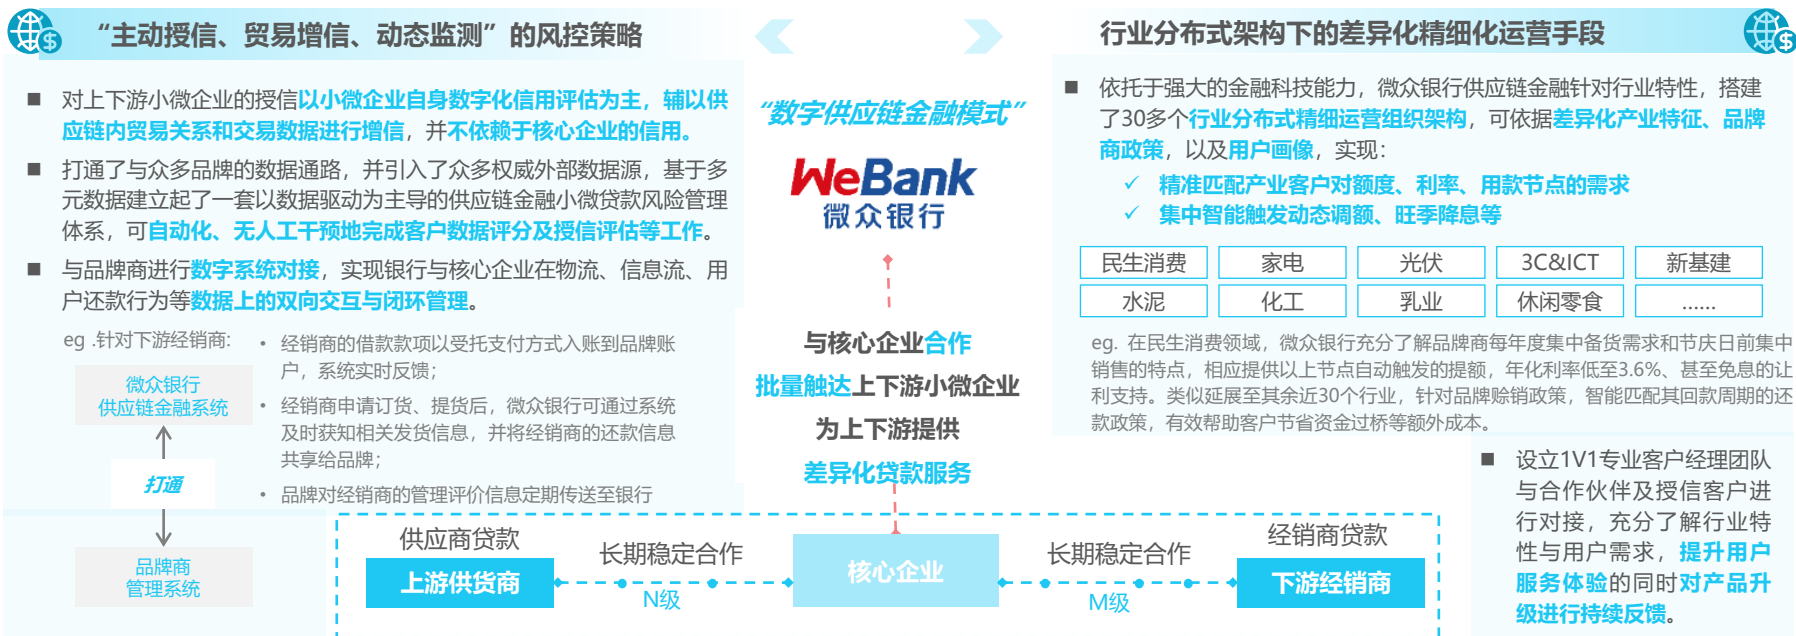 “主动授信、贸易增信、动态监测”的风控策略
■ 对上下游小微企业的授信以小微企业自身数字化信用评估为主，辅以供
应链内贸易关系和交易数据进行增信，并不依赖于核心企业的信用。
■ 打通了与众多品牌的数据通路，并引入了众多权威外部数据源，基于多
元数据建立起了一套以数据驱动为主导的供应链金融小微贷款风险管理
体系，可自动化、无人工干预地完成客户数据评分及授信评估等工作。
■ 与品牌商进行数字系统对接，实现银行与核心企业在物流、信息流、用
户还款行为等数据上的双向交互与闭环管理。
eg .针对下游经销商:
微众银行
供应链金融系统
打通
品牌商
管理系统
• 经销商的借款款项以受托支付方式入账到品牌账
户，系统实时反馈；
• 经销商申请订货、提货后，微众银行可通过系统
及时获知相关发货信息，并将经销商的还款信息
共享给品牌；
• 品牌对经销商的管理评价信息定期传送至银行
“数字供应链金融模式”
WeBank
微众银行
与核心企业合作
批量触达上下游小微企业
为上下游提供
差异化贷款服务
供应商贷款
上游供货商
长期稳定合作
N级
核心企业
长期稳定合作
M级
经销商贷款
下游经销商
行业分布式架构下的差异化精细化运营手段
■ 依托于强大的金融科技能力，微众银行供应链金融针对行业特性，搭建
了30多个行业分布式精细运营组织架构，可依据差异化产业特征、品牌
商政策，以及用户画像，实现：
✓ 精准匹配产业客户对额度、利率、用款节点的需求
✓ 集中智能触发动态调额、旺季降息等
民生消费 家电 光伏 3C&ICT 新基建
水泥 化工 乳业 休闲零食 ……
eg. 在民生消费领域，微众银行充分了解品牌商每年度集中备货需求和节庆日前集中
销售的特点，相应提供以上节点自动触发的提额，年化利率低至3.6%、甚至免息的让
利支持。类似延展至其余近30个行业，针对品牌赊销政策，智能匹配其回款周期的还
款政策，有效帮助客户节省资金过桥等额外成本。
■ 设立1V1专业客户经理团队
与合作伙伴及授信客户进
行对接，充分了解行业特
性与用户需求，提升用户
服务体验的同时对产品升
级进行持续反馈。